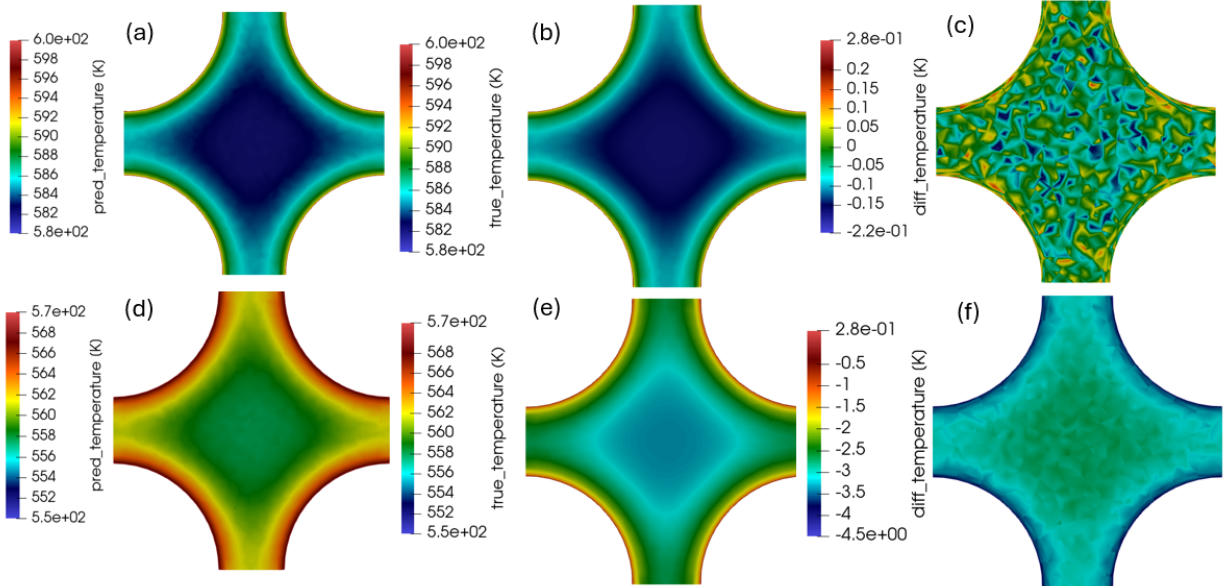 (a)
6.0e+02
598
596
594
592
590
588
586
584
582
5.8e+02
pred_temperature (K)
(b)
6.0e+02
598
596
594
592
590
588
586
584
582
5.8e+02
true_temperature (K)
(c)
2.8e-01
0.2
0.15
0.1
0.05
0
-0.05
-0.1
-0.15
-2.2e-01
diff_temperature (K)
(d)
5.7e+02
568
566
564
562
560
558
556
554
552
5.5e+02
pred_temperature (K)
(e)
5.7e+02
568
566
564
562
560
558
556
554
552
5.5e+02
true_temperature (K)
(f)
2.8e-01
-0.5
-1
-1.5
-2
-2.5
-3
-3.5
-4
-4.5e+00
diff_temperature (K)